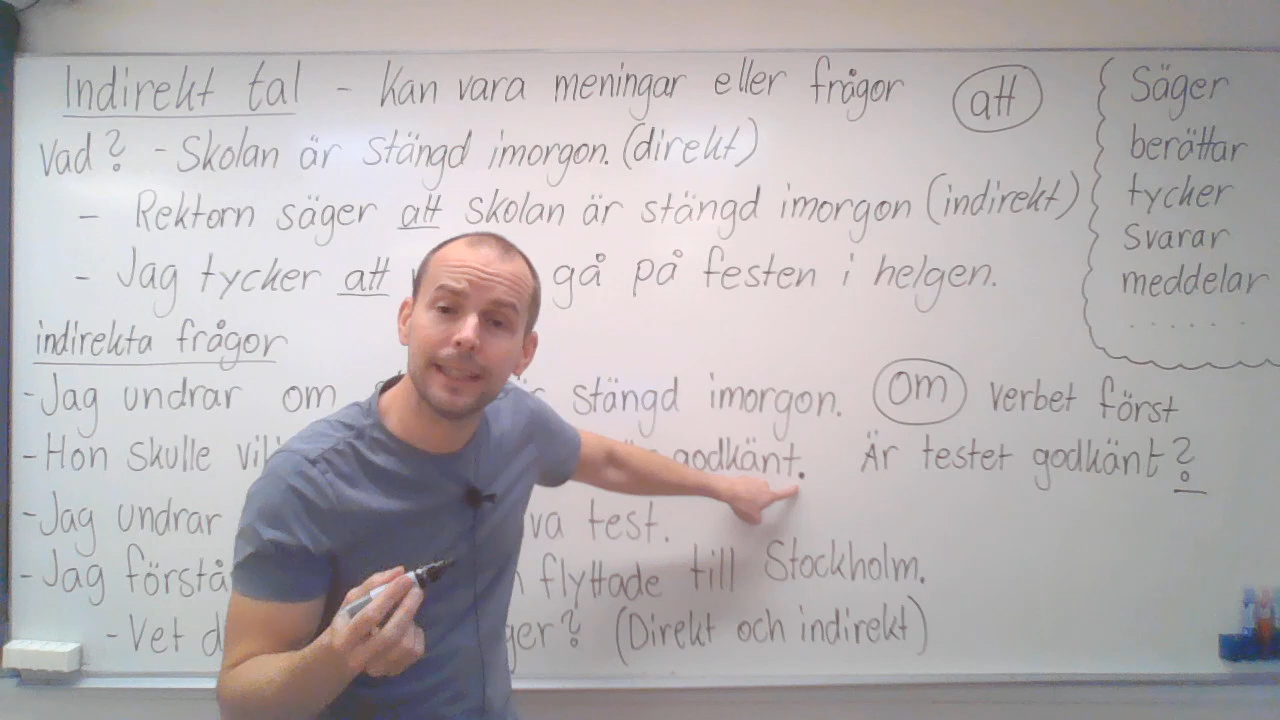 Indirekt tal - Kan vara meningar eller frågor att
vad? - Skolan är stängd imorgon. (direkt)
- Rektorn säger att skolan är stängd imorgon (indirekt)
- Jag tycker att gå på festen i helgen.
Säger
berättar
tycker
Svarar
meddelar
. . . . . .
indirekta frågor
- Jag undrar om stängd imorgon. om verbet först
- Hon skulle godkänt. Är testet godkänt?
- Jag undrar test.
- Jag flyttade till Stockholm.
- Vet (Direkt och indirekt)